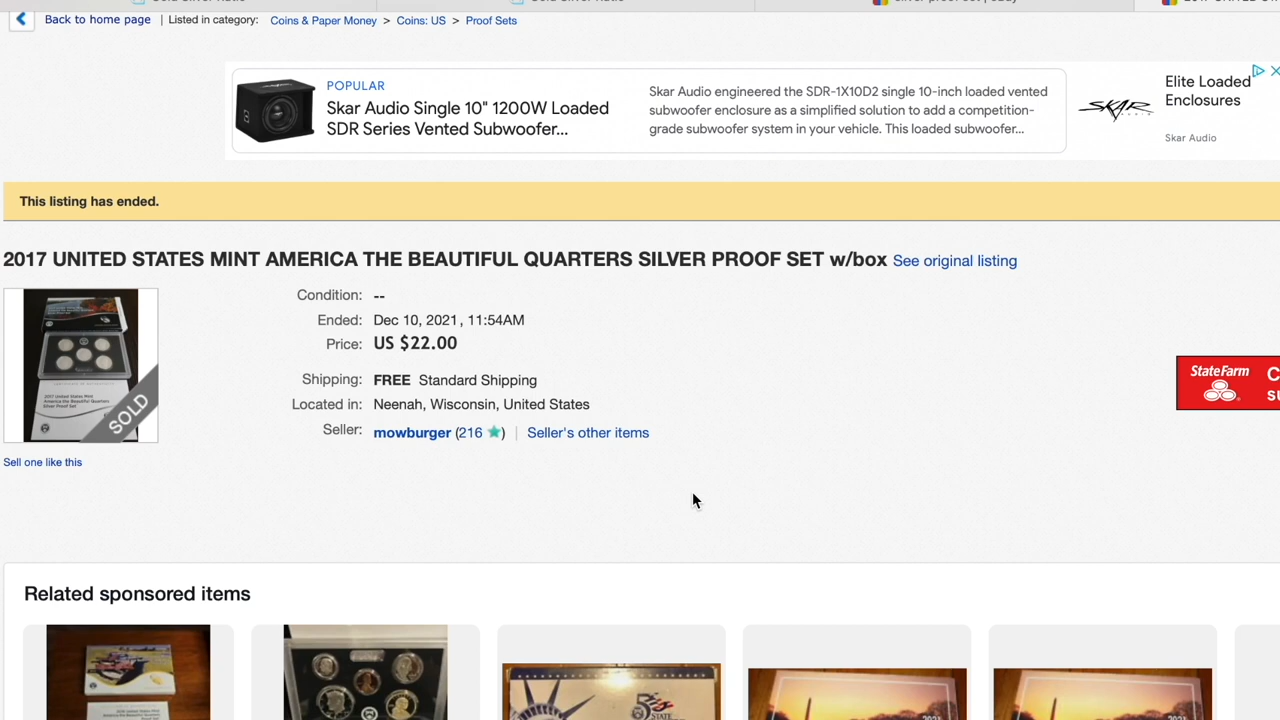 Back to home page | Listed in category: Coins & Paper Money > Coins: US > Proof Sets
POPULAR
Skar Audio Single 10" 1200W Loaded
SDR Series Vented Subwoofer...
Skar Audio engineered the SDR-1X10D2 single 10-inch loaded vented
subwoofer enclosure as a simplified solution to add a competition-
grade subwoofer system in your vehicle. This loaded subwoofer...
SKAR
AUDIO
Elite Loaded
Enclosures
Skar Audio
This listing has ended.
2017 UNITED STATES MINT AMERICA THE BEAUTIFUL QUARTERS SILVER PROOF SET w/box See original listing
Condition: --
Ended: Dec 10, 2021, 11:54AM
Price: US $22.00
Shipping: FREE Standard Shipping
Located in: Neenah, Wisconsin, United States
Seller: mowburger (216) | Seller's other items
SOLD
Sell one like this
StateFarm
Related sponsored items